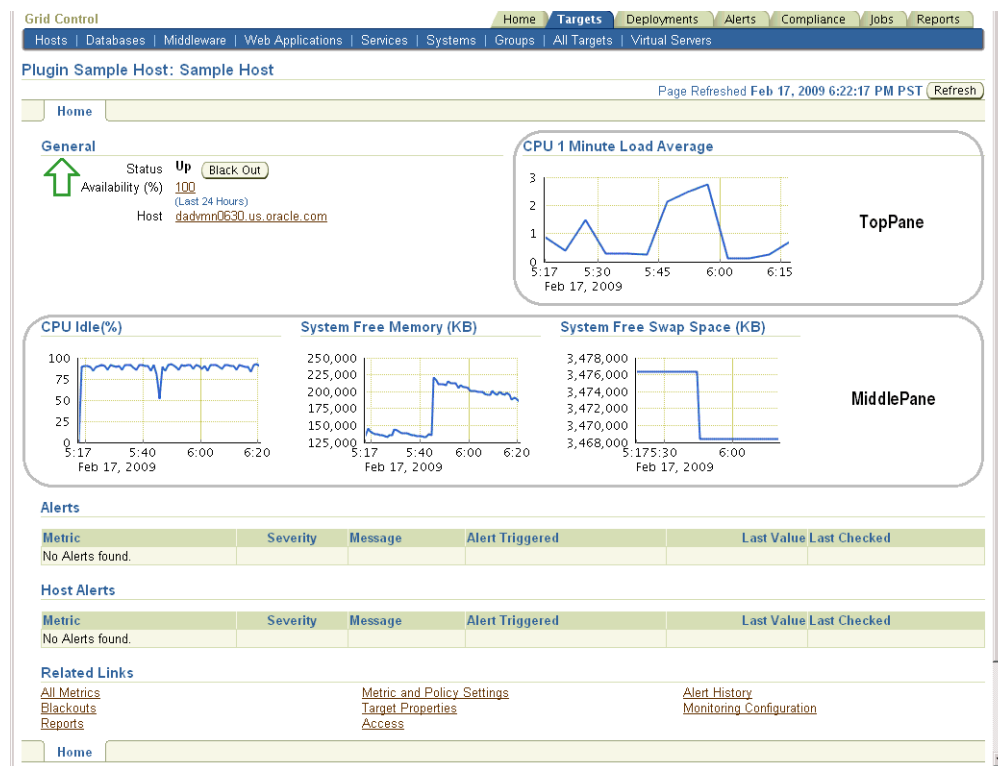 Grid Control
Home Targets Deployments Alerts Compliance Jobs Reports
Hosts | Databases | Middleware | Web Applications | Services | Systems | Groups | All Targets | Virtual Servers
Plugin Sample Host: Sample Host
Page Refreshed Feb 17, 2009 6:22:17 PM PST Refresh
Home
General
Status Up Black Out
Availability (%) 100
(Last 24 Hours)
Host dadvmn0630.us.oracle.com
CPU 1 Minute Load Average
3
2
1
0
5:17 5:30 5:45 6:00 6:15
Feb 17, 2009
TopPane
CPU Idle(%)
100
75
50
25
0
5:17 5:40 6:00 6:20
Feb 17, 2009
System Free Memory (KB)
250,000
225,000
200,000
175,000
150,000
125,000
5:17 5:40 6:00 6:20
Feb 17, 2009
System Free Swap Space (KB)
3,478,000
3,476,000
3,474,000
3,472,000
3,470,000
3,468,000
5:17 5:30 6:00
Feb 17, 2009
MiddlePane
Alerts
Metric Severity Message Alert Triggered Last Value Last Checked
No Alerts found.
Host Alerts
Metric Severity Message Alert Triggered Last Value Last Checked
No Alerts found.
Related Links
All Metrics Metric and Policy Settings Alert History
Blackouts Target Properties Monitoring Configuration
Reports Access
Home